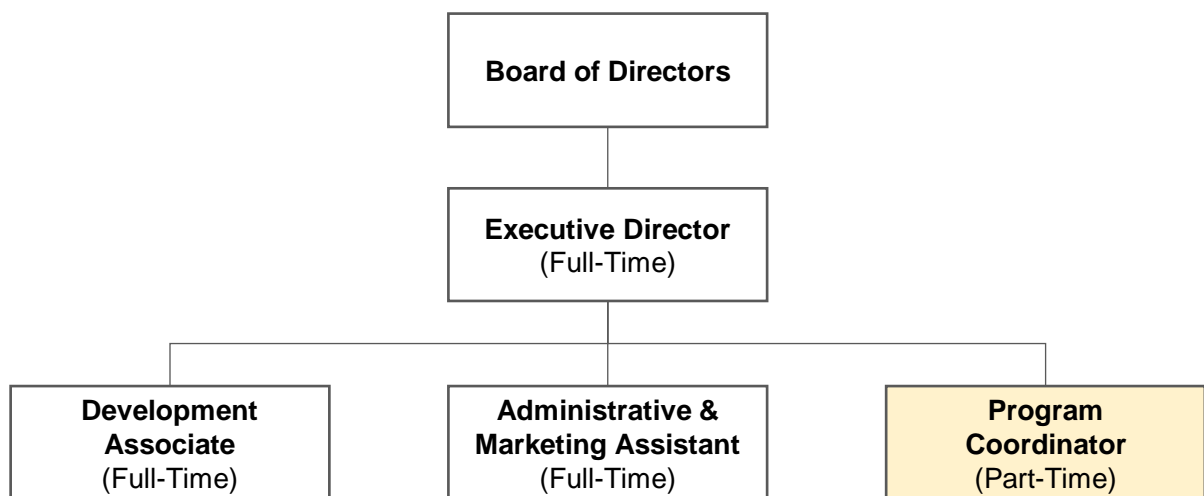 Board of Directors
Executive Director
(Full-Time)
Development
Associate
(Full-Time)
Administrative &
Marketing Assistant
(Full-Time)
Program
Coordinator
(Part-Time)